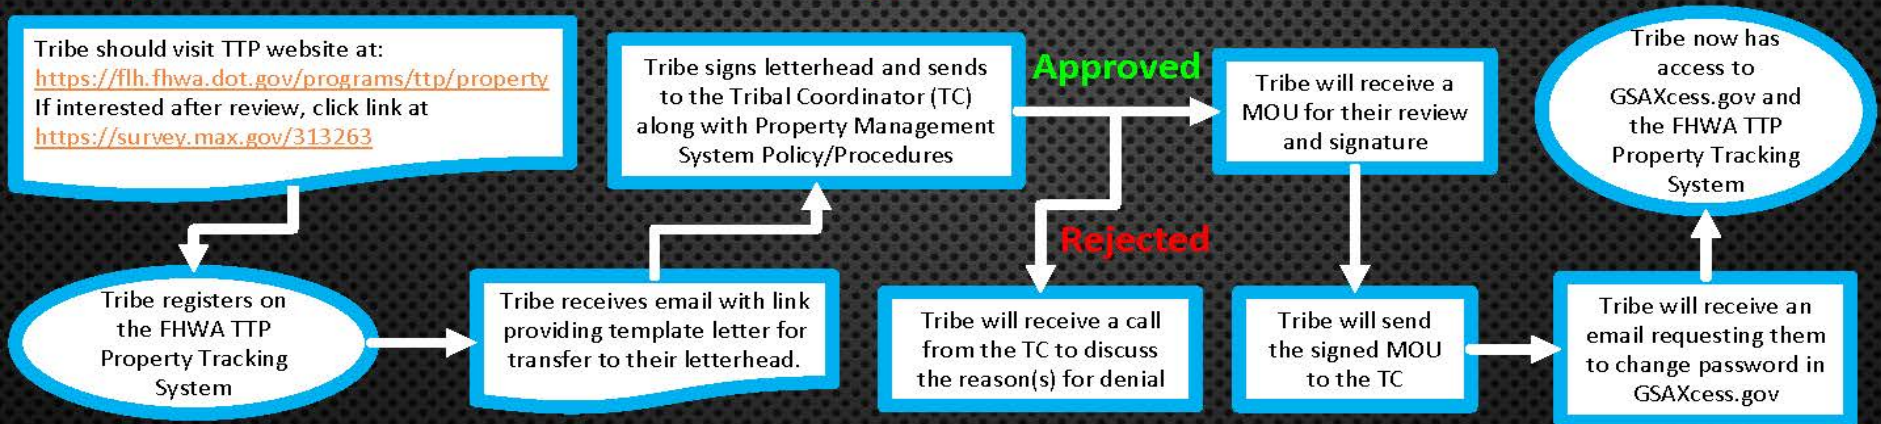 Tribe should visit TTP website at:
https://flh.fhwa.dot.gov/programs/ttp/property
If interested after review, click link at
https://survey.max.gov/313263
Tribe registers on
the FHWA TTP
Property Tracking
System
Tribe receives email with link
providing template letter for
transfer to their letterhead.
Tribe signs letterhead and sends
to the Tribal Coordinator (TC)
along with Property Management
System Policy/Procedures
Approved
Rejected
Tribe will receive a call
from the TC to discuss
the reason(s) for denial
Tribe will receive a
MOU for their review
and signature
Tribe will send
the signed MOU
to the TC
Tribe will receive an
email requesting them
to change password in
GSAXcess.gov
Tribe now has
access to
GSAXcess.gov and
the FHWA TTP
Property Tracking
System